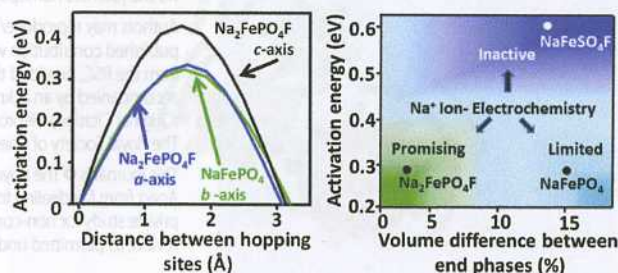 Activation energy (eV)
0.4
0.3
0.2
0.1
0
Na₂FePO₄F
c-axis
Na₂FePO₄F
a-axis
NaFePO₄
b-axis
0 1 2 3
Distance between hopping
sites (Å)
Activation energy (eV)
0.6
0.5
0.4
0.3
0.2
NaFeSO₄F
Inactive
Na⁺ Ion- Electrochemistry
Promising
Na₂FePO₄F
Limited
NaFePO₄
5 10 15
Volume difference between
end phases (%)